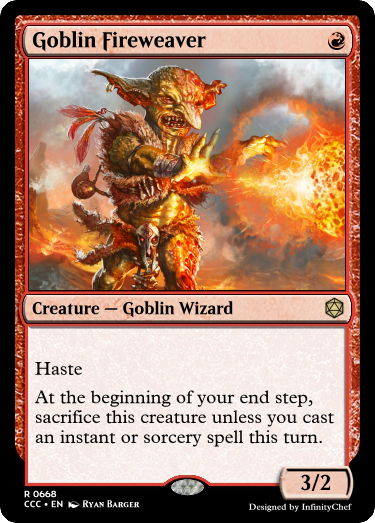 Goblin Fireweaver
Creature — Goblin Wizard
Haste
At the beginning of your end step,
sacrifice this creature unless you cast
an instant or sorcery spell this turn.
3/2
R 0668
CCC • EN Ryan Barger
Designed by InfinityChef